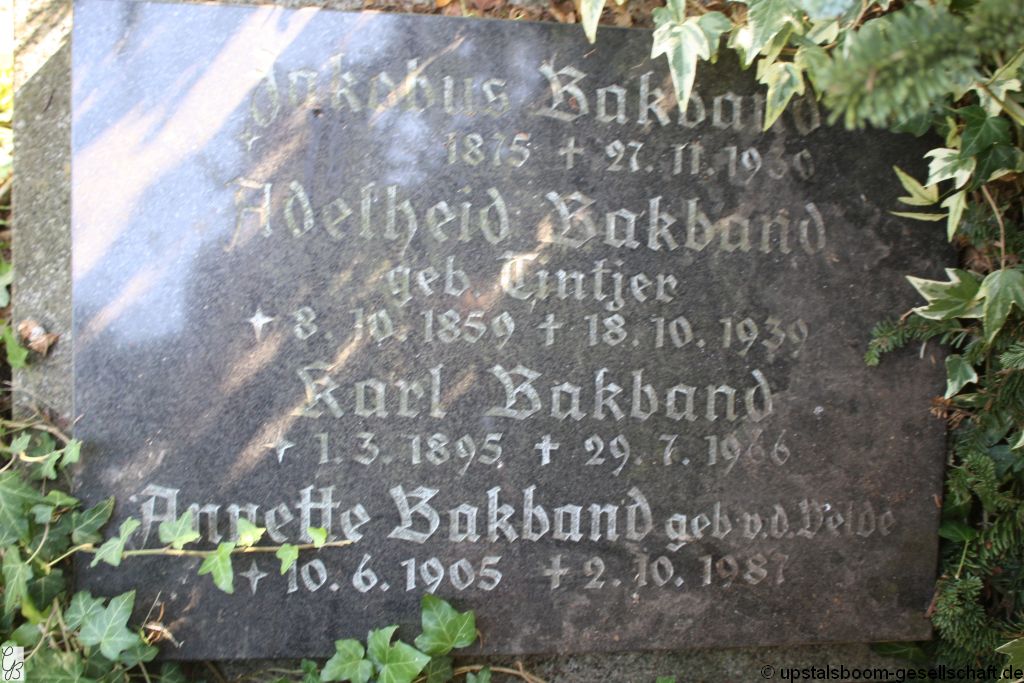 Jakobus Bakband
1875 + 27. 11. 1930
Adelheid Bakband
geb Tintjer
8. 10. 1859 + 18. 10. 1939
Karl Bakband
1. 3. 1895 + 29. 7. 1966
Annette Bakband geb v.d. Velde
10. 6. 1905 + 2. 10. 1987
© upstalsboom-gesellschaft.de